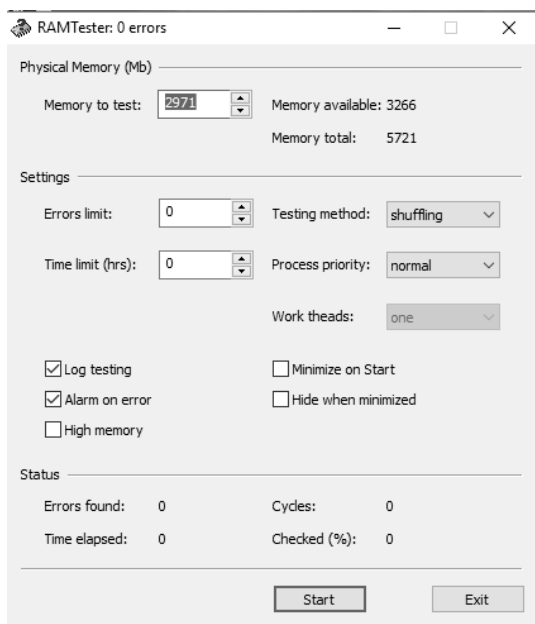 RAMTester: 0 errors
Physical Memory (Mb)
Memory to test: 2971 Memory available: 3266
Memory total: 5721
Settings
Errors limit: 0 Testing method: shuffling
Time limit (hrs): 0 Process priority: normal
Work theads: one
Log testing Minimize on Start
Alarm on error Hide when minimized
High memory
Status
Errors found: 0 Cycles: 0
Time elapsed: 0 Checked (%): 0
Start Exit